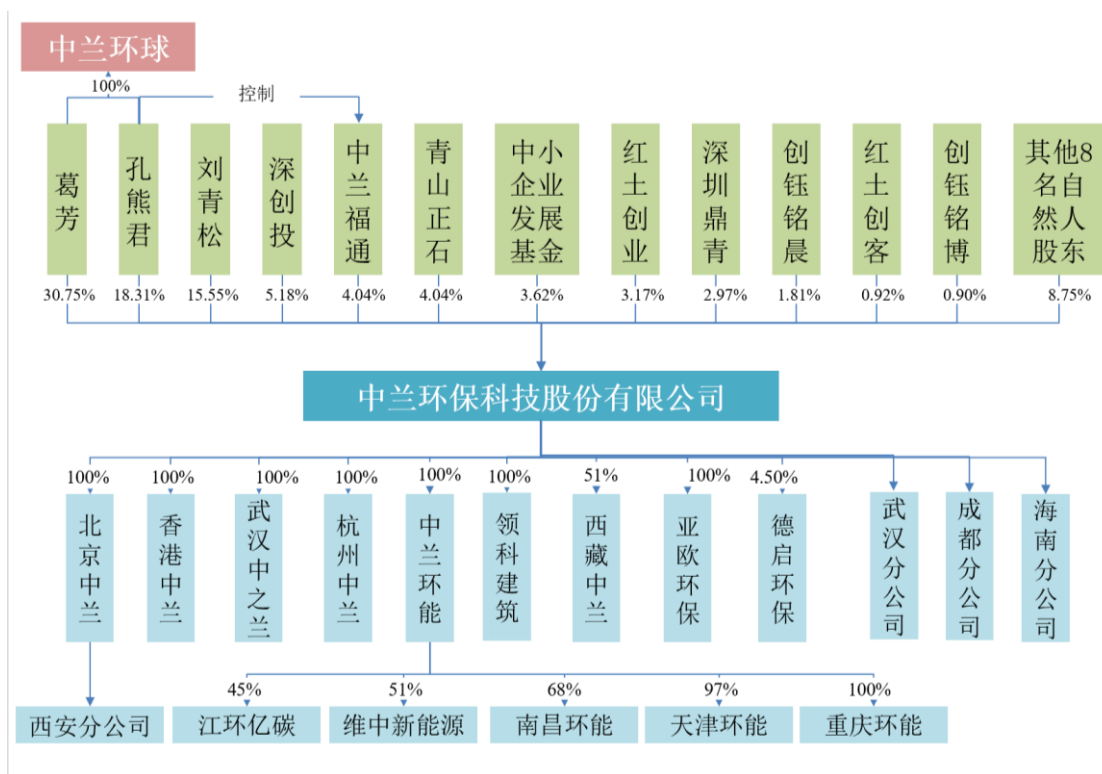 中兰环球
100%
控制
葛芳
孔熊君
刘青松
深创投
中兰福通
青山正石
中小企业发展基金
红土创业
深圳鼎青
创钰铭晨
红土创客
创钰铭博
其他8名自然人股东
30.75%
18.31%
15.55%
5.18%
4.04%
4.04%
3.62%
3.17%
2.97%
1.81%
0.92%
0.90%
8.75%
中兰环保科技股份有限公司
100%
100%
100%
100%
100%
100%
51%
100%
4.50%
北京中兰
香港中兰
武汉中之兰
杭州中兰
中兰环能
领科建筑
西藏中兰
亚欧环保
德启环保
武汉分公司
成都分公司
海南分公司
45%
51%
68%
97%
100%
西安分公司
江环亿碳
维中新能源
南昌环能
天津环能
重庆环能